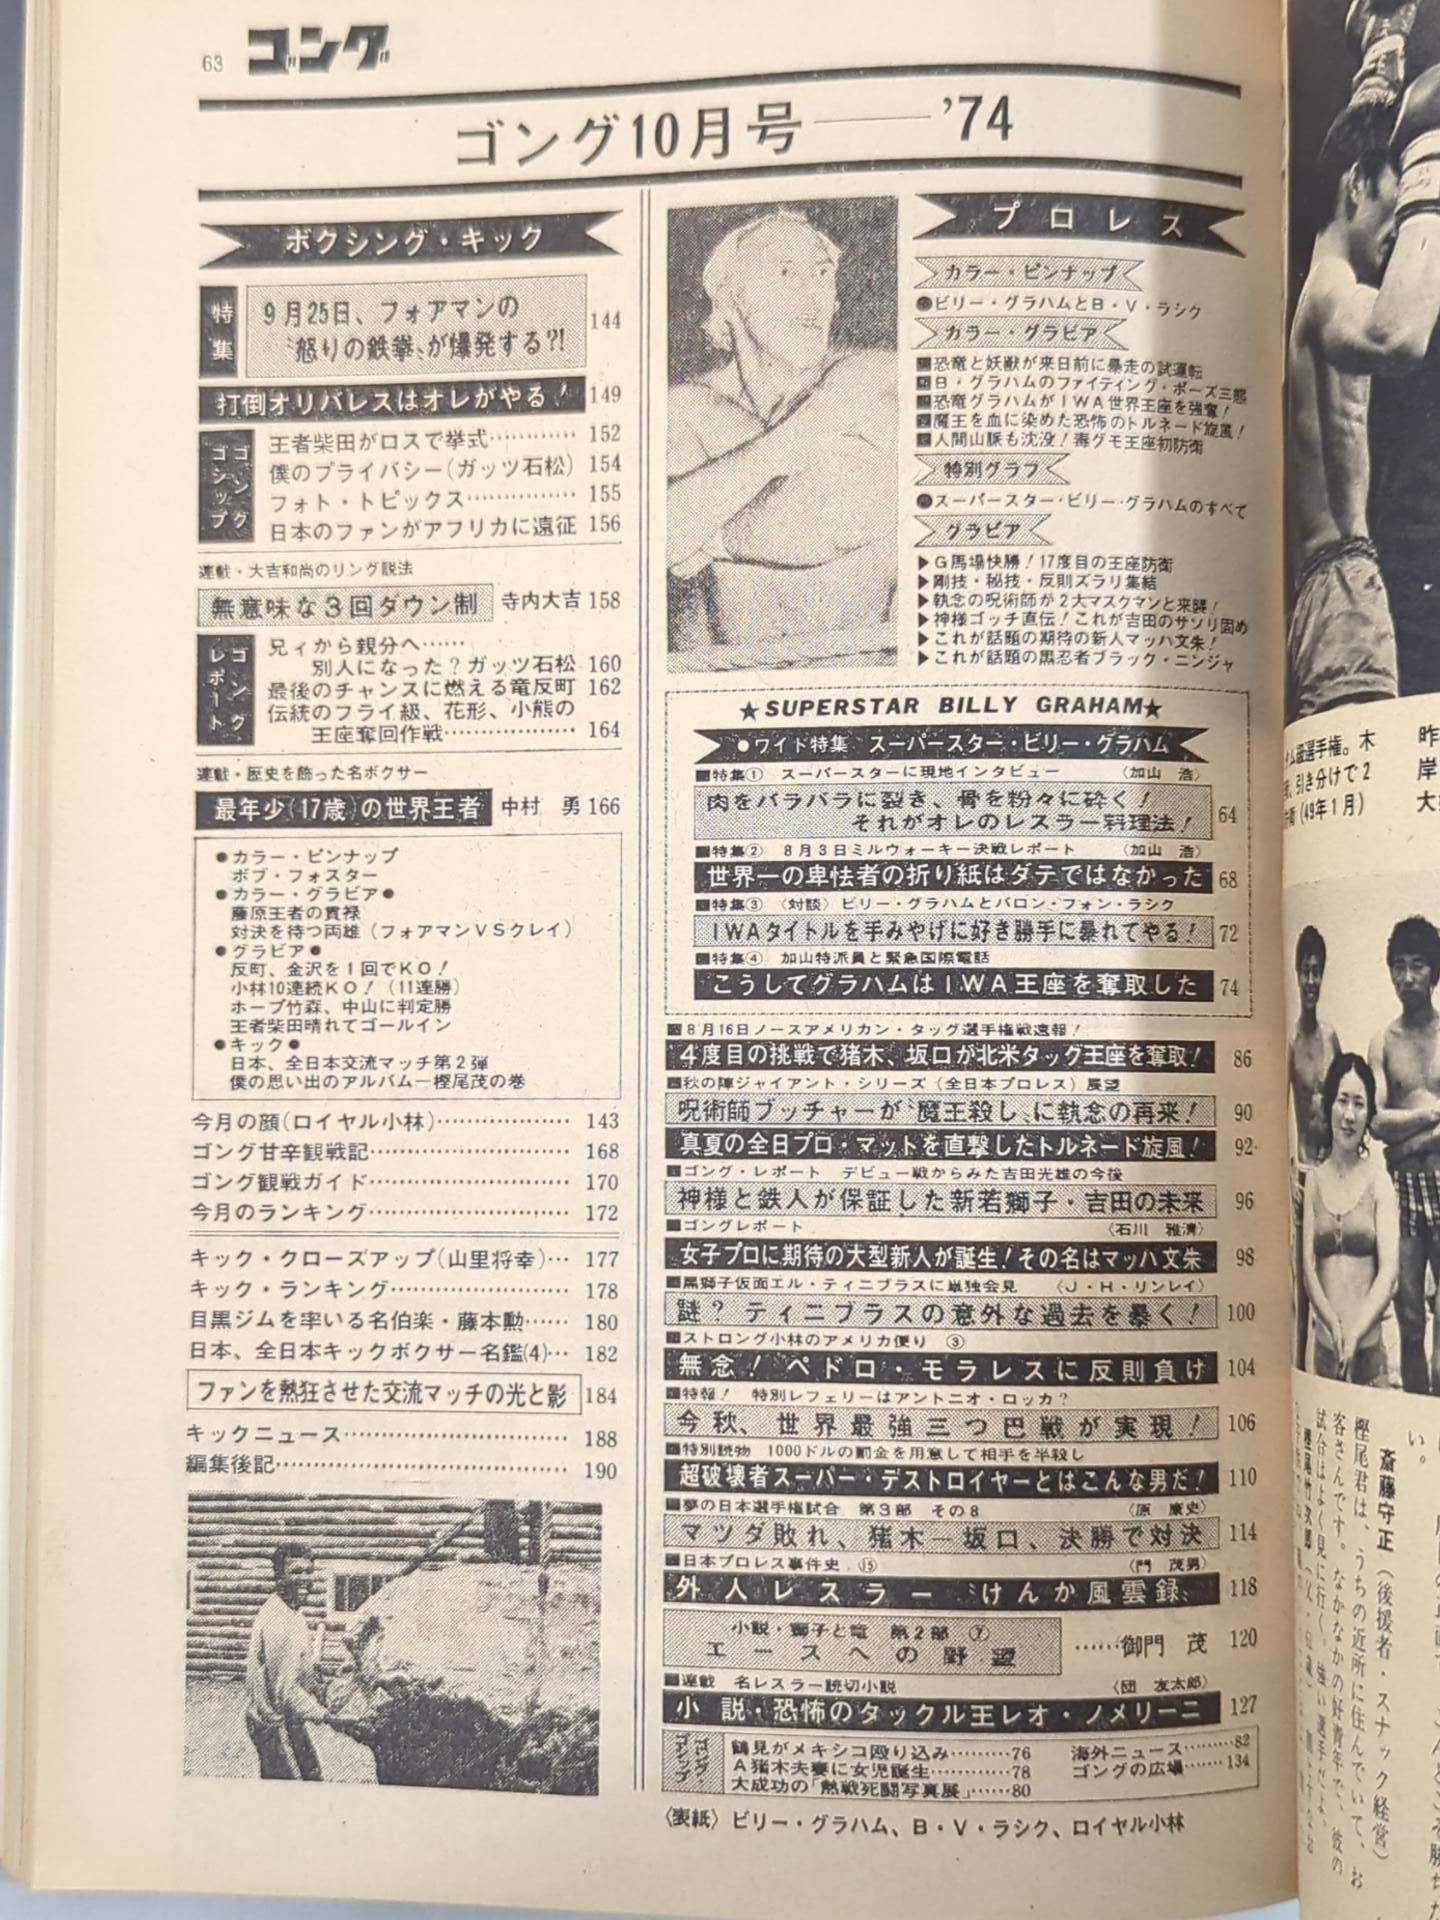 63 ゴング
ゴング10月号――'74
ボクシング・キック
特集
9月25日、フォアマンの
〝怒りの鉄拳〟が爆発する?! 144
打倒オリバレスはオレがやる! 149
ゴング
ゴシップ
王者柴田がロスで挙式………… 152
僕のプライバシー(ガッツ石松) 154
フォト・トピックス…………… 155
日本のファンがアフリカに遠征 156
連載・大吉和尚のリング説法
無意味な3回ダウン制 寺内大吉 158
ゴング
レポート
兄ィから親分へ……
別人になった?ガッツ石松 160
最後のチャンスに燃える竜反町 162
伝統のフライ級、花形、小熊の
王座奪回作戦……………… 164
連載・歴史を飾った名ボクサー
最年少(17歳)の世界王者 中村 勇 166
●カラー・ピンナップ
ボブ・フォスター
●カラー・グラビア●
藤原王者の貫禄
対決を待つ両雄(フォアマンVSクレイ)
●グラビア●
反町、金沢を1回でKO!
小林10連続KO!(11連勝)
ホープ竹森、中山に判定勝
王者柴田晴れてゴールイン
●キック●
日本、全日本交流マッチ第2弾
僕の思い出のアルバム―樫尾茂の巻
今月の顔(ロイヤル小林)……………… 143
ゴング甘辛観戦記……………………… 168
ゴング観戦ガイド……………………… 170
今月のランキング……………………… 172
キック・クローズアップ(山里将幸)… 177
キック・ランキング…………………… 178
目黒ジムを率いる名伯楽・藤本勲…… 180
日本、全日本キックボクサー名鑑(4)… 182
ファンを熱狂させた交流マッチの光と影 184
キックニュース………………………… 188
編集後記………………………………… 190
プロレス
カラー・ピンナップ
●ビリー・グラハムとB・V・ラシク
カラー・グラビア
■恐竜と妖獣が来日前に暴走の試運転
■B・グラハムのファイティング・ポーズ三態
■恐竜グラハムがIWA世界王座を強奪!
■魔王を血に染めた恐怖のトルネード旋風!
■人間山脈も沈没!毒グモ王座初防衛
特別グラフ
●スーパースター・ビリー・グラハムのすべて
グラビア
▶G馬場快勝!17度目の王座防衛
▶剛技・秘技・反則ズラリ集結
▶執念の呪術師が2大マスクマンと来襲!
▶神様ゴッチ直伝!これが吉田のサソリ固め
▶これが話題の期待の新人マッハ文朱!
▶これが話題の黒忍者ブラック・ニンジャ
★SUPERSTAR BILLY GRAHAM★
●ワイド特集 スーパースター・ビリー・グラハム
■特集① スーパースターに現地インタビュー 〈加山 浩〉
肉をバラバラに裂き、骨を粉々に砕く!
それがオレのレスラー料理法! 64
■特集② 8月3日ミルウォーキー決戦レポート 〈加山 浩〉
世界一の卑怯者の折り紙はダテではなかった 68
■特集③ 〈対談〉ビリー・グラハムとバロン・フォン・ラシク
IWAタイトルを手みやげに好き勝手に暴れてやる! 72
■特集④ 加山特派員と緊急国際電話
こうしてグラハムはIWA王座を奪取した 74
■8月16日ノースアメリカン・タッグ選手権戦速報!
4度目の挑戦で猪木、坂口が北米タッグ王座を奪取! 86
■秋の陣ジャイアント・シリーズ(全日本プロレス)展望
呪術師ブッチャーが〝魔王殺し〟に執念の再来! 90
真夏の全日プロ・マットを直撃したトルネード旋風! 92
■ゴング・レポート デビュー戦からみた吉田光雄の今後
神様と鉄人が保証した新若獅子・吉田の未来 96
■ゴングレポート 〈石川 雅清〉
女子プロに期待の大型新人が誕生!その名はマッハ文朱 98
■黒獅子仮面エル・ティニブラスに単独会見 〈J・H・リンレイ〉
謎? ティニブラスの意外な過去を暴く! 100
■ストロング小林のアメリカ便り ③
無念! ペドロ・モラレスに反則負け 104
■特報! 特別レフェリーはアントニオ・ロッカ?
今秋、世界最強三つ巴戦が実現! 106
■特別読物 1000ドルの罰金を用意して相手を半殺し
超破壊者スーパー・デストロイヤーとはこんな男だ! 110
■夢の日本選手権試合 第3部 その8 〈原 康史〉
マツダ敗れ、猪木―坂口、決勝で対決 114
■日本プロレス事件史 ⑮ 〈門 茂男〉
外人レスラー〝けんか風雲録〟 118
小説・獅子と竜 第2部 ⑦
エースへの野望 ……御門 茂 120
■連載 名レスラー読切小説 〈団 友太郎〉
小説・恐怖のタックル王レオ・ノメリーニ 127
ゴング・
ゴシップ
鶴見がメキシコ殴り込み………76
A猪木夫妻に女児誕生…………78
大成功の「熱戦死闘写真展」……80
海外ニュース………82
ゴングの広場……134
〈表紙〉ビリー・グラハム、B・V・ラシク、ロイヤル小林
級選手権。木
引き分けで2
(49年1月)
昨
岸
大
い。
斎藤守正(後援者・スナック経営)
樫尾君は、うちの近所に住んでいて、お
客さんです。なかなかの好青年で、彼の
試合はよく見に行く。強い選手だよ。